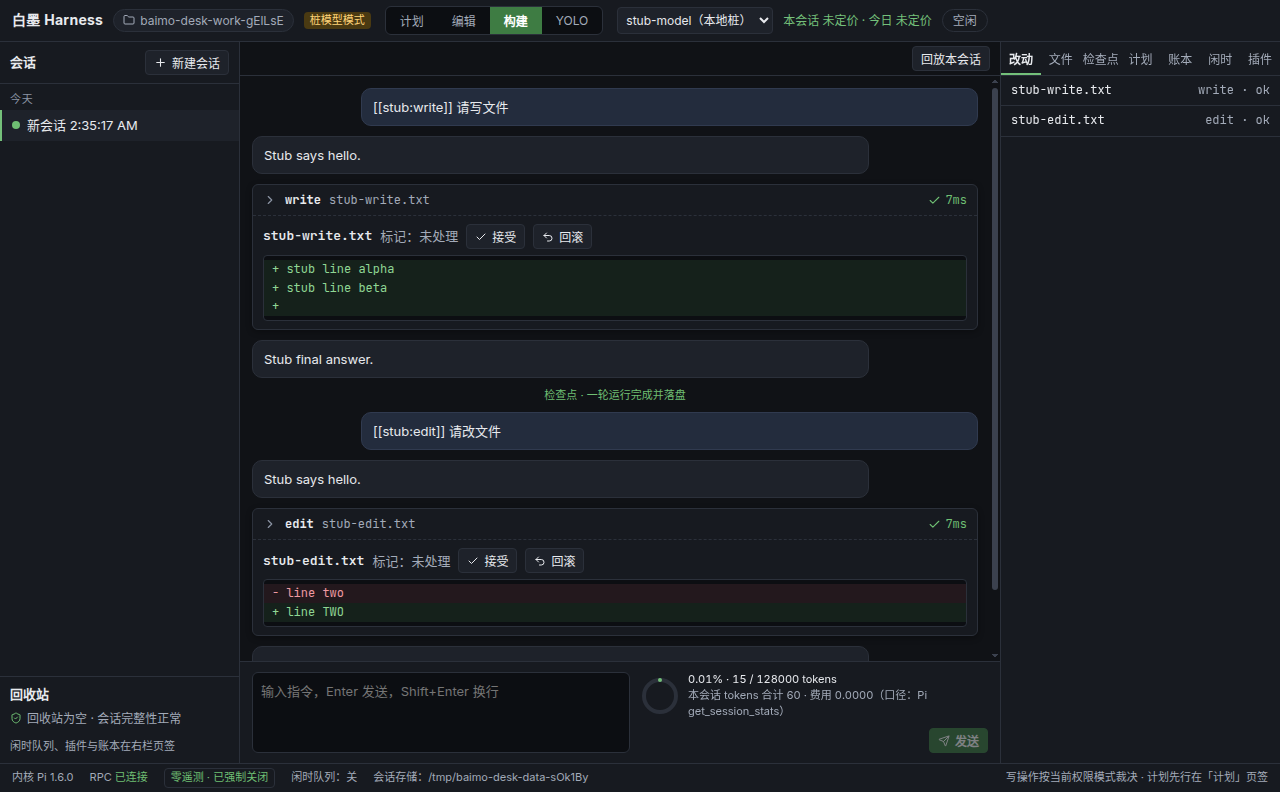 白墨 Harness
baimo-desk-work-gElLsE
桩模型模式
计划 编辑 构建 YOLO
stub-model（本地桩）
本会话 未定价 · 今日 未定价
空闲
会话
新建会话
今天
新会话 2:35:17 AM
回放本会话
[[stub:write]] 请写文件
Stub says hello.
write stub-write.txt 7ms
stub-write.txt 标记：未处理 接受 回滚
+ stub line alpha
+ stub line beta
+
Stub final answer.
检查点 · 一轮运行完成并落盘
[[stub:edit]] 请改文件
Stub says hello.
edit stub-edit.txt 7ms
stub-edit.txt 标记：未处理 接受 回滚
- line two
+ line TWO
改动 文件 检查点 计划 账本 闲时 插件
stub-write.txt write · ok
stub-edit.txt edit · ok
回收站
回收站为空 · 会话完整性正常
闲时队列、插件与账本在右栏页签
输入指令，Enter 发送，Shift+Enter 换行
0.01% · 15 / 128000 tokens
本会话 tokens 合计 60 · 费用 0.0000（口径：Pi
get_session_stats）
发送
内核 Pi 1.6.0
RPC 已连接
零遥测 · 已强制关闭
闲时队列：关
会话存储：/tmp/baimo-desk-data-sOk1By
写操作按当前权限模式裁决 · 计划先行在「计划」页签